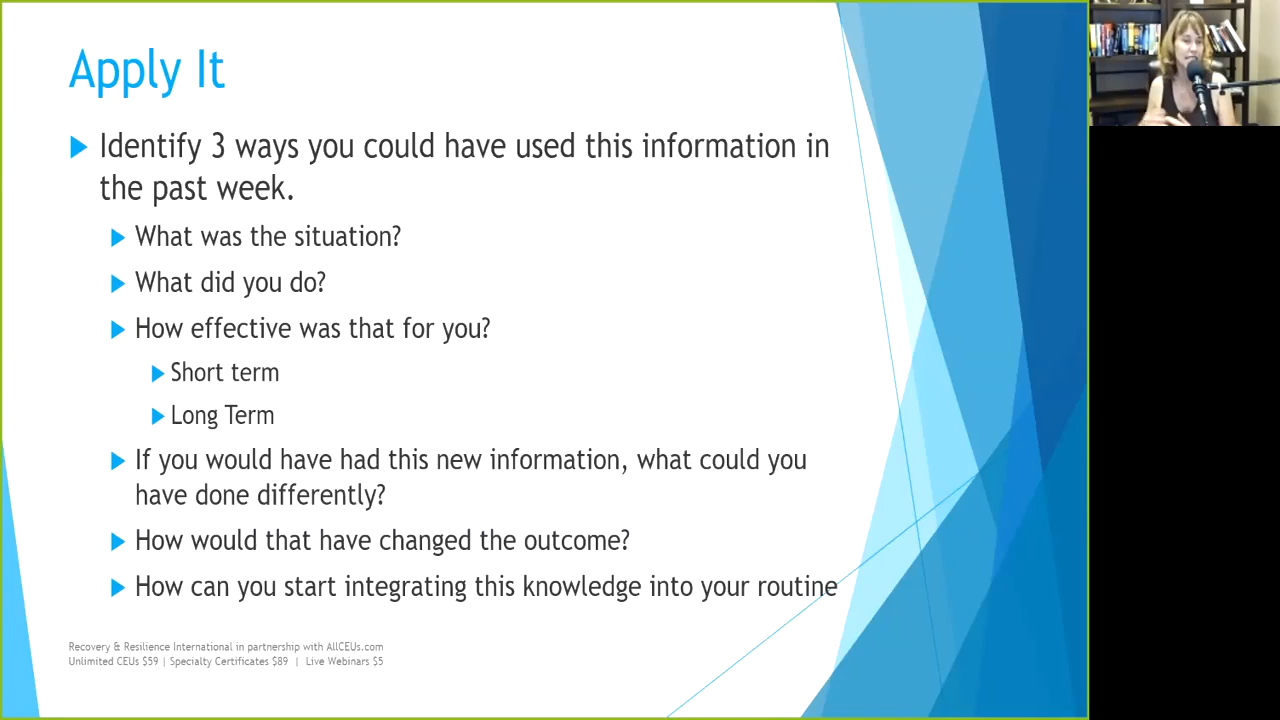 Apply It
Identify 3 ways you could have used this information in
the past week.
What was the situation?
What did you do?
How effective was that for you?
Short term
Long Term
If you would have had this new information, what could you
have done differently?
How would that have changed the outcome?
How can you start integrating this knowledge into your routine
Recovery & Resilience International in partnership with AllCEUs.com
Unlimited CEUs $59 | Specialty Certificates $89 | Live Webinars $5